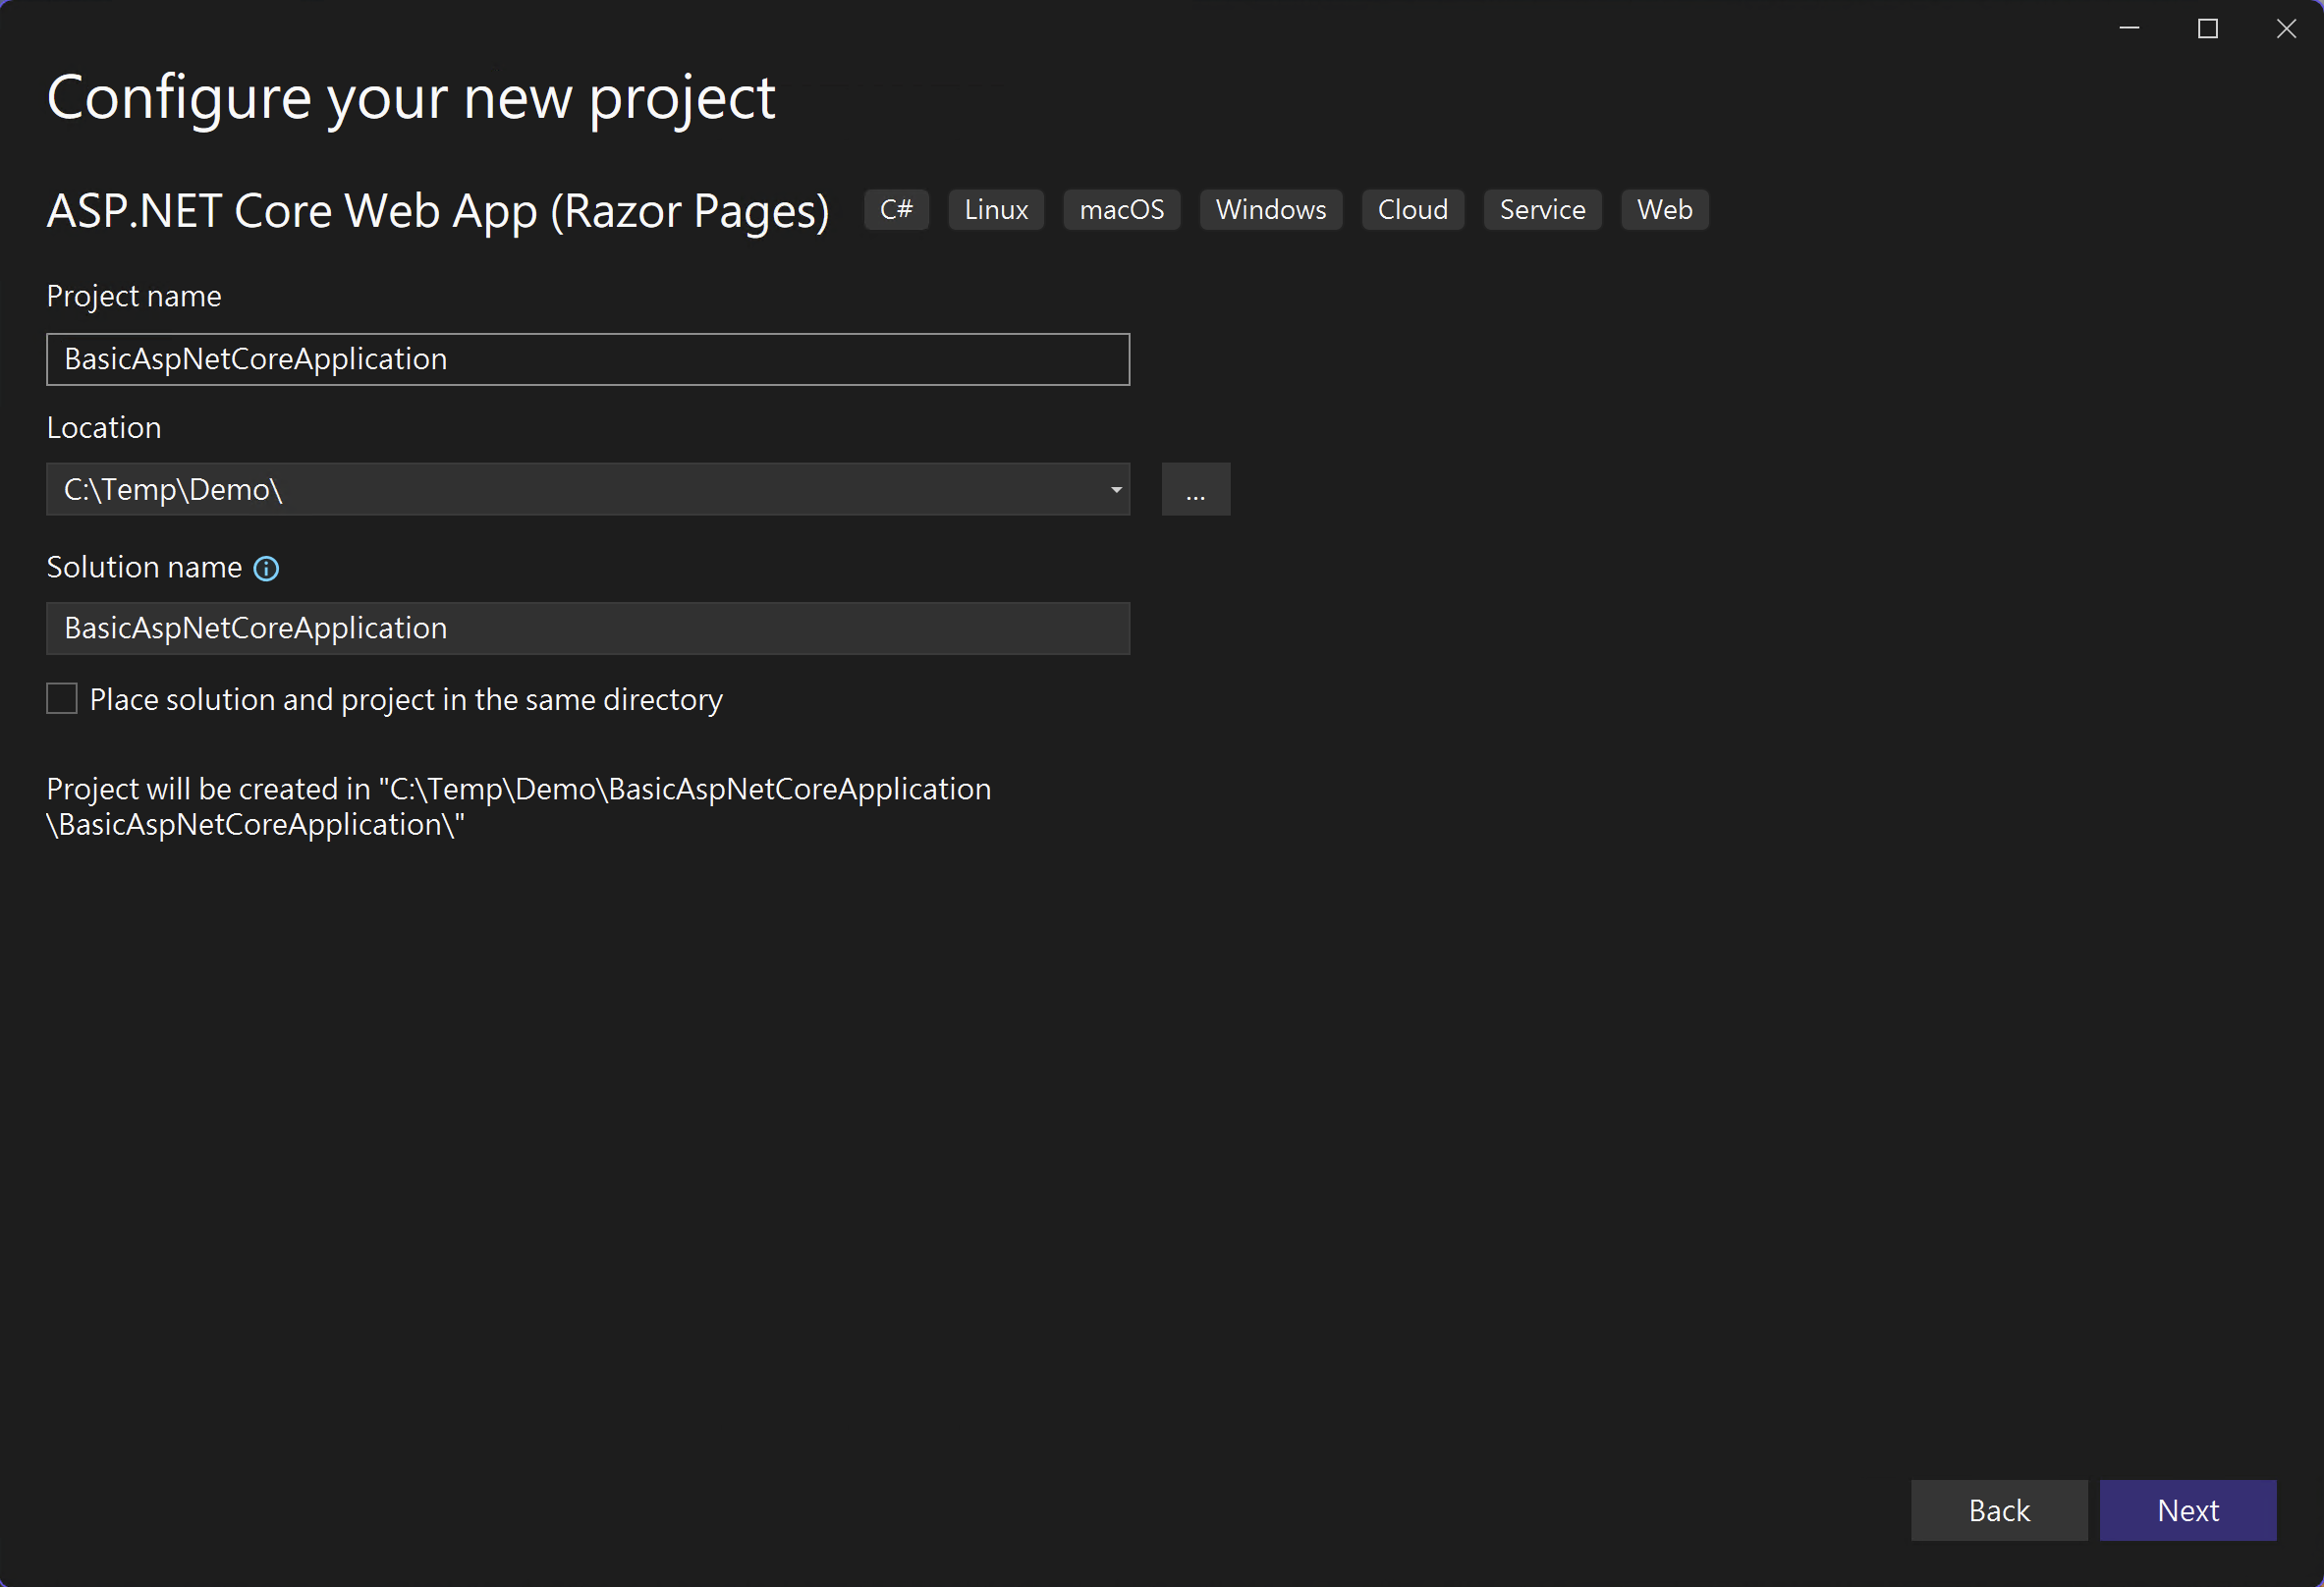 Configure your new project
ASP.NET Core Web App (Razor Pages) C# Linux macOS Windows Cloud Service Web
Project name
BasicAspNetCoreApplication
Location
C:\Temp\Demo\
...
Solution name
BasicAspNetCoreApplication
Place solution and project in the same directory
Project will be created in "C:\Temp\Demo\BasicAspNetCoreApplication
\BasicAspNetCoreApplication\"
Back Next